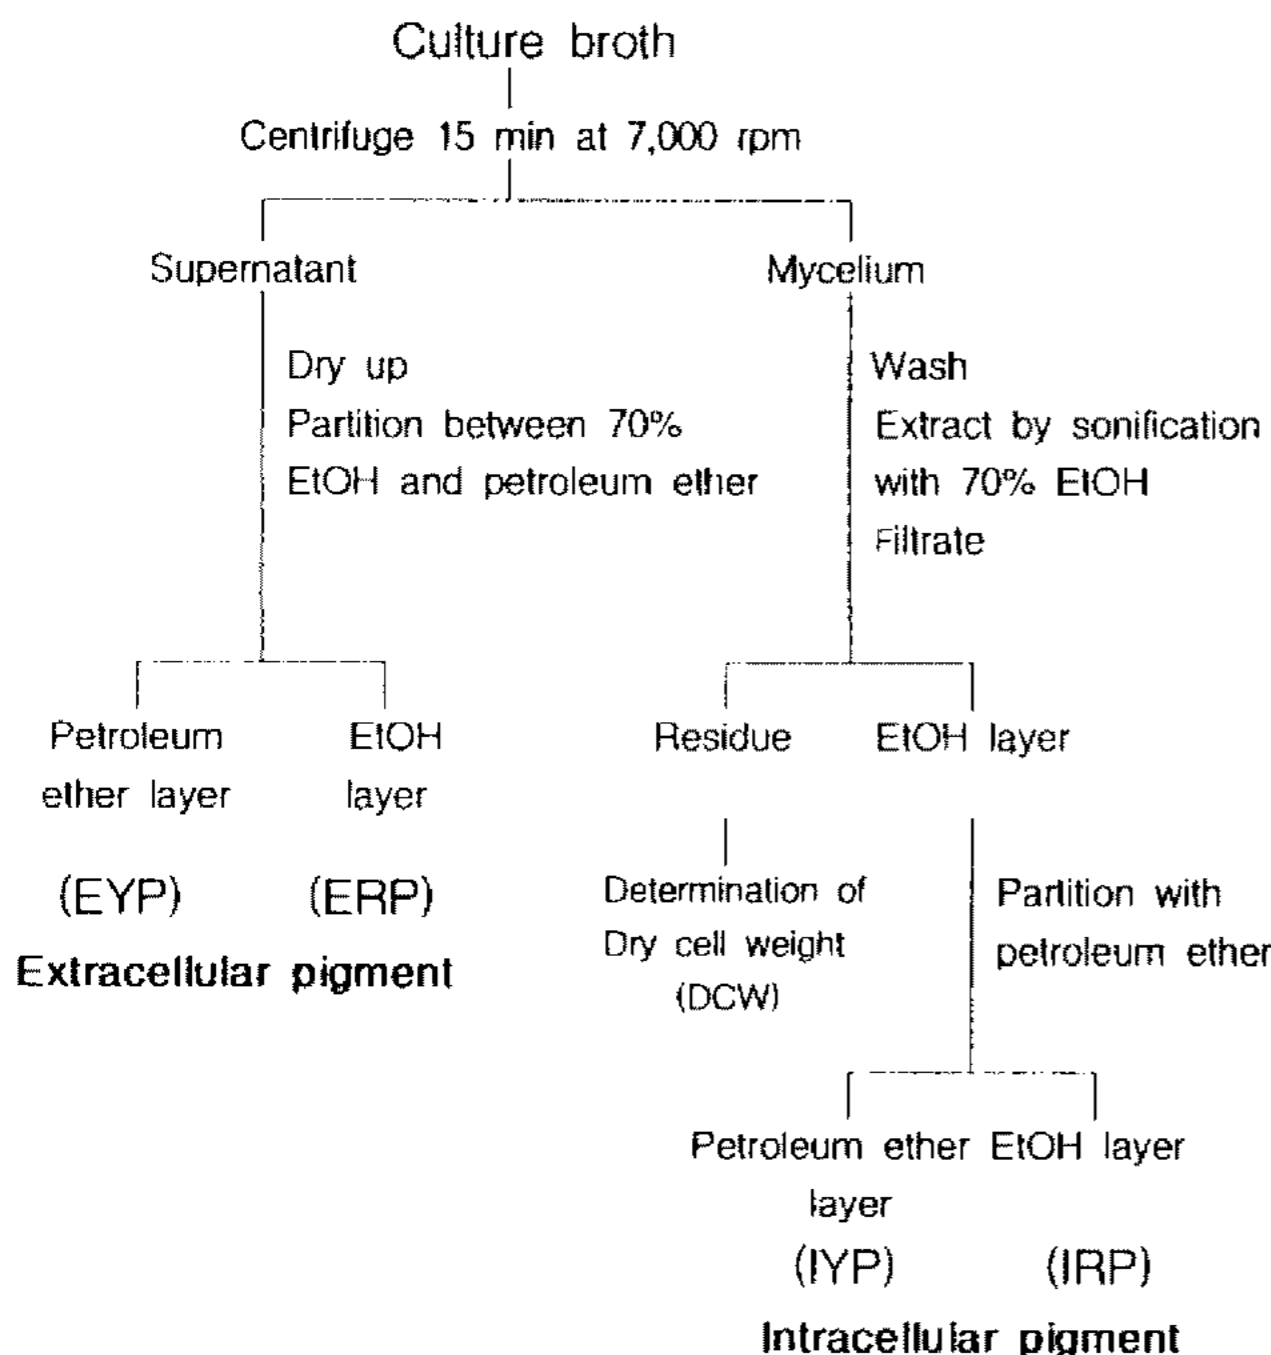 Culture broth
Centrifuge 15 min at 7,000 rpm
Supernatant
Mycelium
Dry up
Partition between 70%
EtOH and petroleum ether
Wash
Extract by sonification
with 70% EtOH
Filtrate
Petroleum
ether layer
EtOH
layer
Residue
EtOH layer
(EYP)
(ERP)
Extracellular pigment
Determination of
Dry cell weight
(DCW)
Partition with
petroleum ether
Petroleum ether
layer
EtOH layer
(IYP)
(IRP)
Intracellular pigment